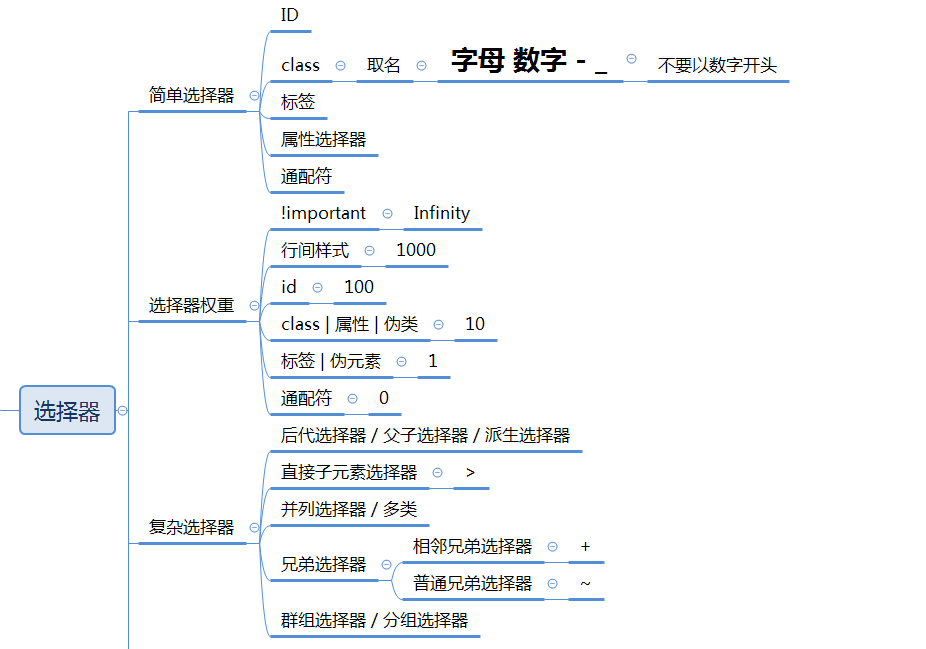 选择器
简单选择器
ID
class 取名 字母 数字 - _ 不要以数字开头
标签
属性选择器
通配符
选择器权重
!important Infinity
行间样式 1000
id 100
class | 属性 | 伪类 10
标签 | 伪元素 1
通配符 0
复杂选择器
后代选择器 / 父子选择器 / 派生选择器
直接子元素选择器 >
并列选择器 / 多类
兄弟选择器
相邻兄弟选择器 +
普通兄弟选择器 ~
群组选择器 / 分组选择器